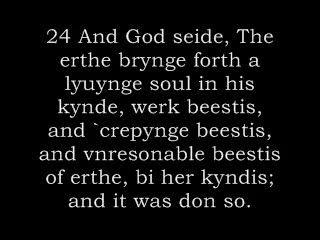 24 And God seide, The
erthe brynge forth a
lyuynge soul in his
kynde, werk beestis,
and `crepynge beestis,
and vnresonable beestis
of erthe, bi her kyndis;
and it was don so.